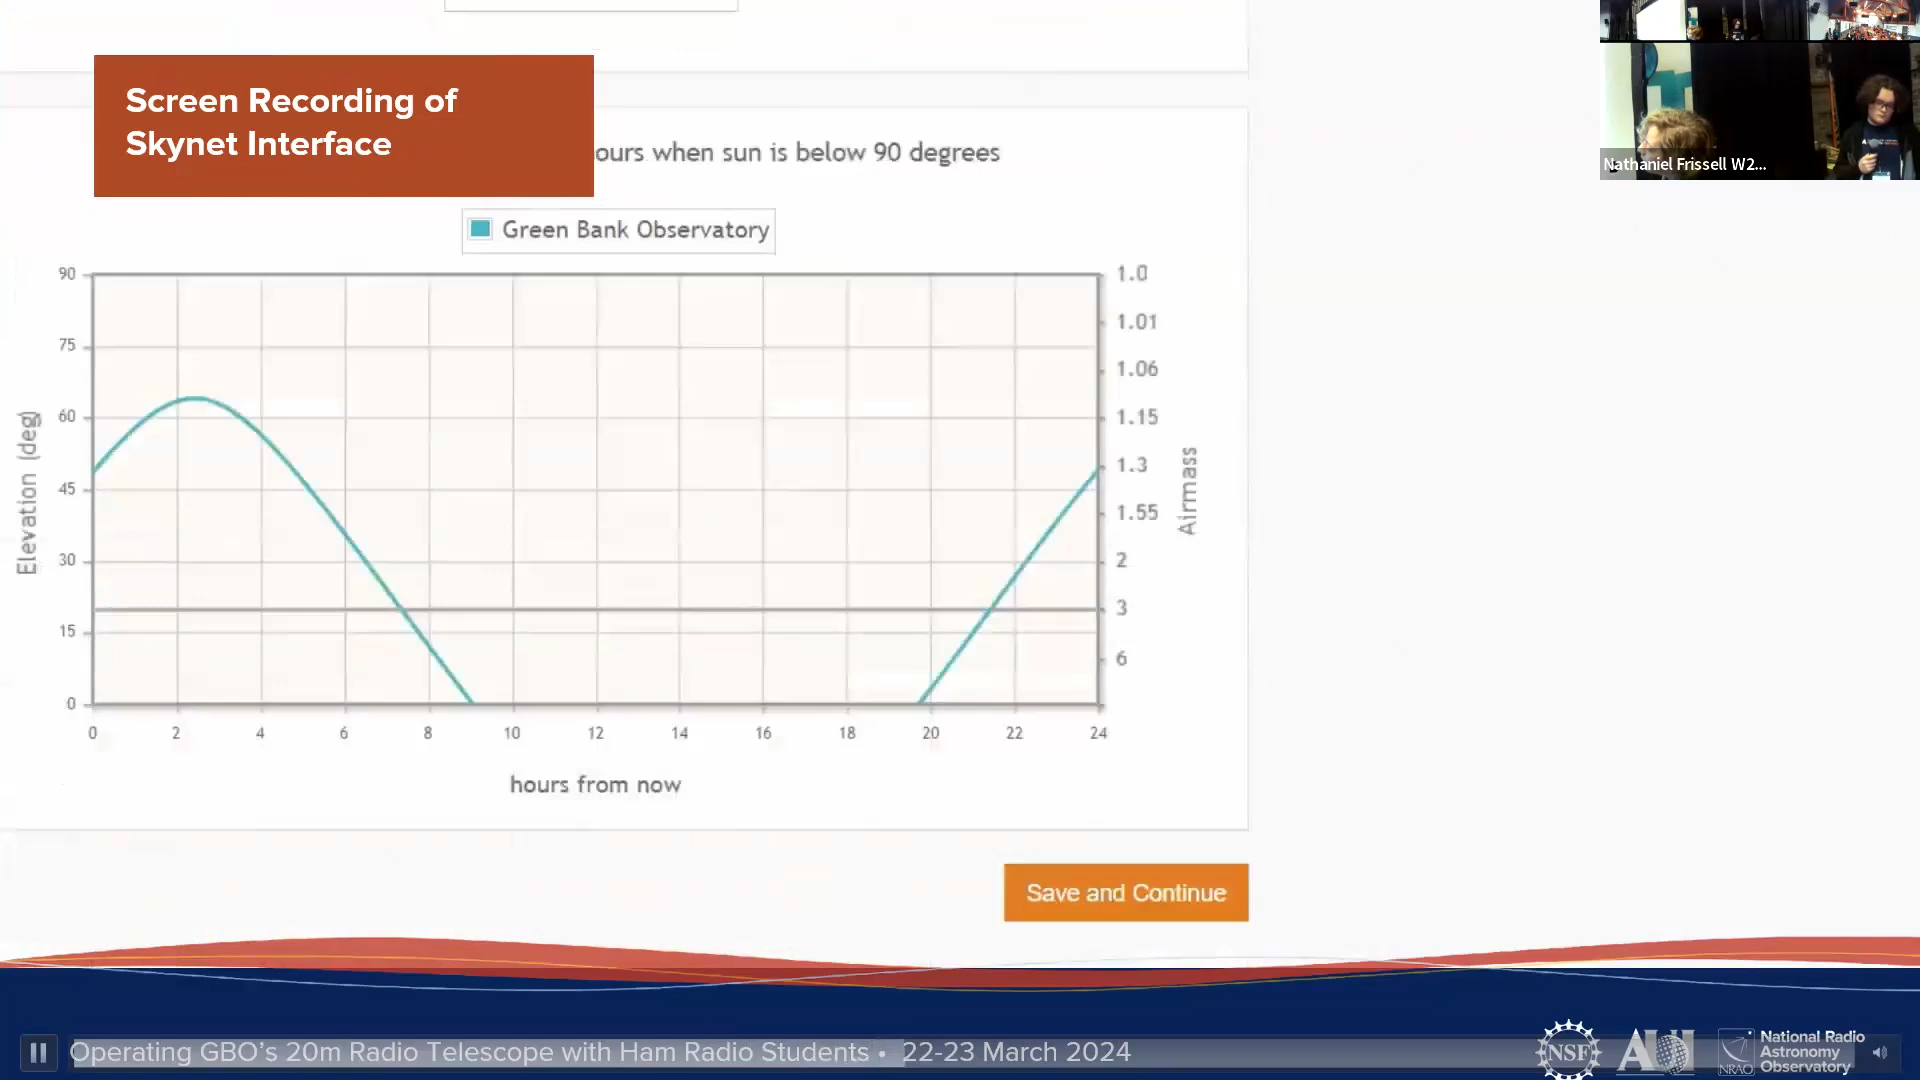 Screen Recording of
Skynet Interface
ours when sun is below 90 degrees
Green Bank Observatory
90
75
60
45
30
15
0
Elevation (deg)
1.0
1.01
1.06
1.15
1.3
1.55
2
3
6
Airmass
0 2 4 6 8 10 12 14 16 18 20 22 24
hours from now
Save and Continue
Nathaniel Frissell W2...
Operating GBO's 20m Radio Telescope with Ham Radio Students • 22-23 March 2024
NSF
AUI
NRAO
National Radio
Astronomy
Observatory